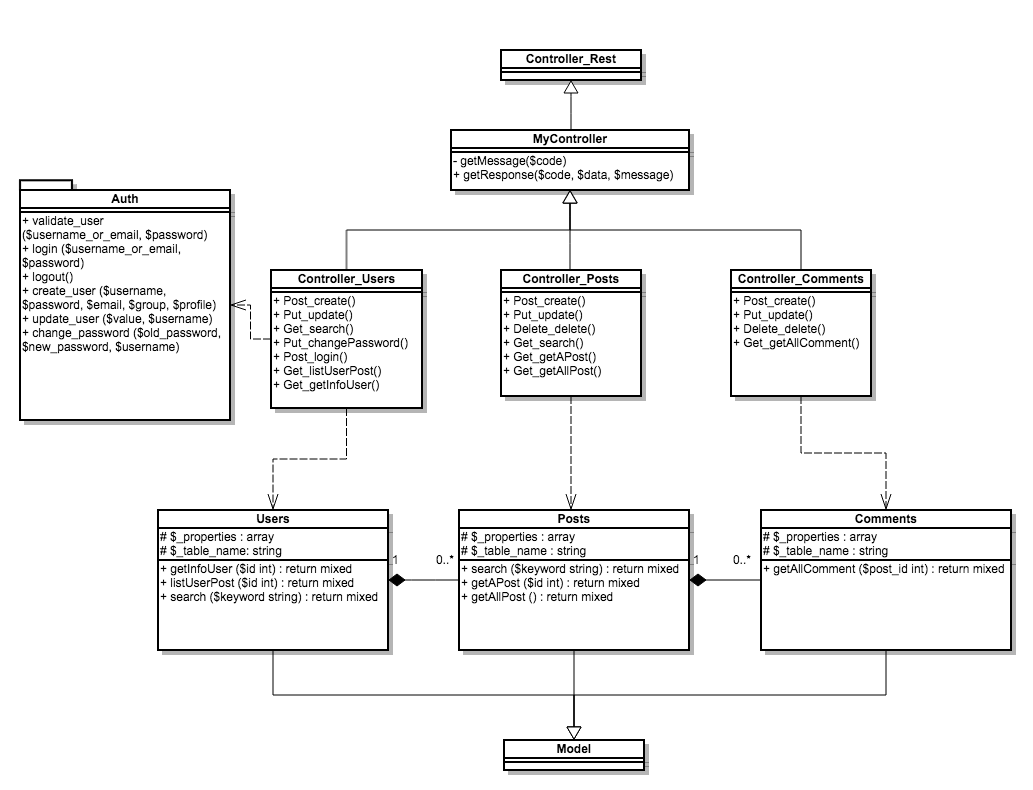 Controller_Rest
MyController
- getMessage($code)
+ getResponse($code, $data, $message)
Auth
+ validate_user
($username_or_email, $password)
+ login ($username_or_email,
$password)
+ logout()
+ create_user ($username,
$password, $email, $group, $profile)
+ update_user ($value, $username)
+ change_password ($old_password,
$new_password, $username)
Controller_Users
+ Post_create()
+ Put_update()
+ Get_search()
+ Put_changePassword()
+ Post_login()
+ Get_listUserPost()
+ Get_getInfoUser()
Controller_Posts
+ Post_create()
+ Put_update()
+ Delete_delete()
+ Get_search()
+ Get_getAPost()
+ Get_getAllPost()
Controller_Comments
+ Post_create()
+ Put_update()
+ Delete_delete()
+ Get_getAllComment()
Users
# $_properties : array
# $_table_name: string
+ getInfoUser ($id int) : return mixed
+ listUserPost ($id int) : return mixed
+ search ($keyword string) : return mixed
1
0..*
Posts
# $_properties : array
# $_table_name : string
+ search ($keyword string) : return mixed
+ getAPost ($id int) : return mixed
+ getAllPost () : return mixed
1
0..*
Comments
# $_properties : array
# $_table_name : string
+ getAllComment ($post_id int) : return mixed
Model